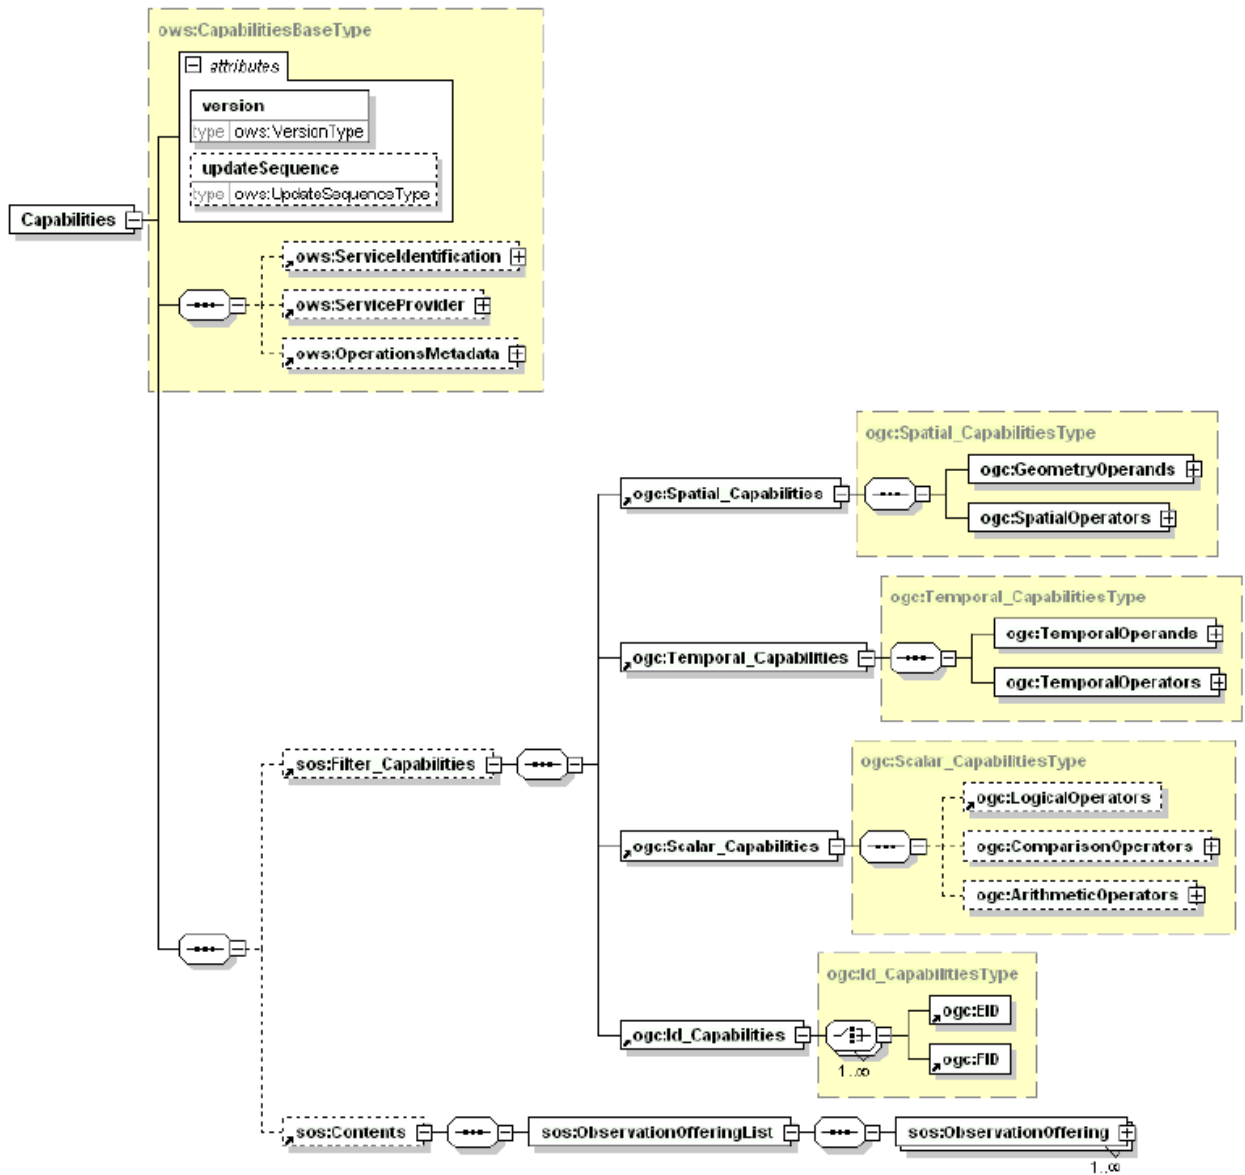 ows:CapabilitiesBaseType
attributes
version
type ows:VersionType
updateSequence
type ows:UpdateSequenceType
Capabilities
ows:ServiceIdentification
ows:ServiceProvider
ows:OperationsMetadata
ogc:Spatial_CapabilitiesType
ogc:GeometryOperands
ogc:Spatial_Capabilities
ogc:SpatialOperators
ogc:Temporal_CapabilitiesType
ogc:TemporalOperands
ogc:Temporal_Capabilities
ogc:TemporalOperators
sos:Filter_Capabilities
ogc:Scalar_CapabilitiesType
ogc:LogicalOperators
ogc:Scalar_Capabilities
ogc:ComparisonOperators
ogc:ArithmeticOperators
ogc:Id_CapabilitiesType
ogc:EID
ogc:Id_Capabilities
ogc:FID
1..∞
sos:Contents
sos:ObservationOfferingList
sos:ObservationOffering
1..∞